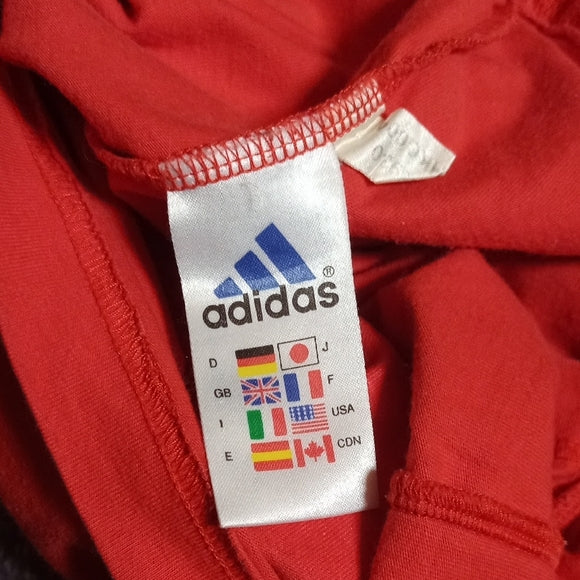 adidas®
D J
GB F
I USA
E CDN